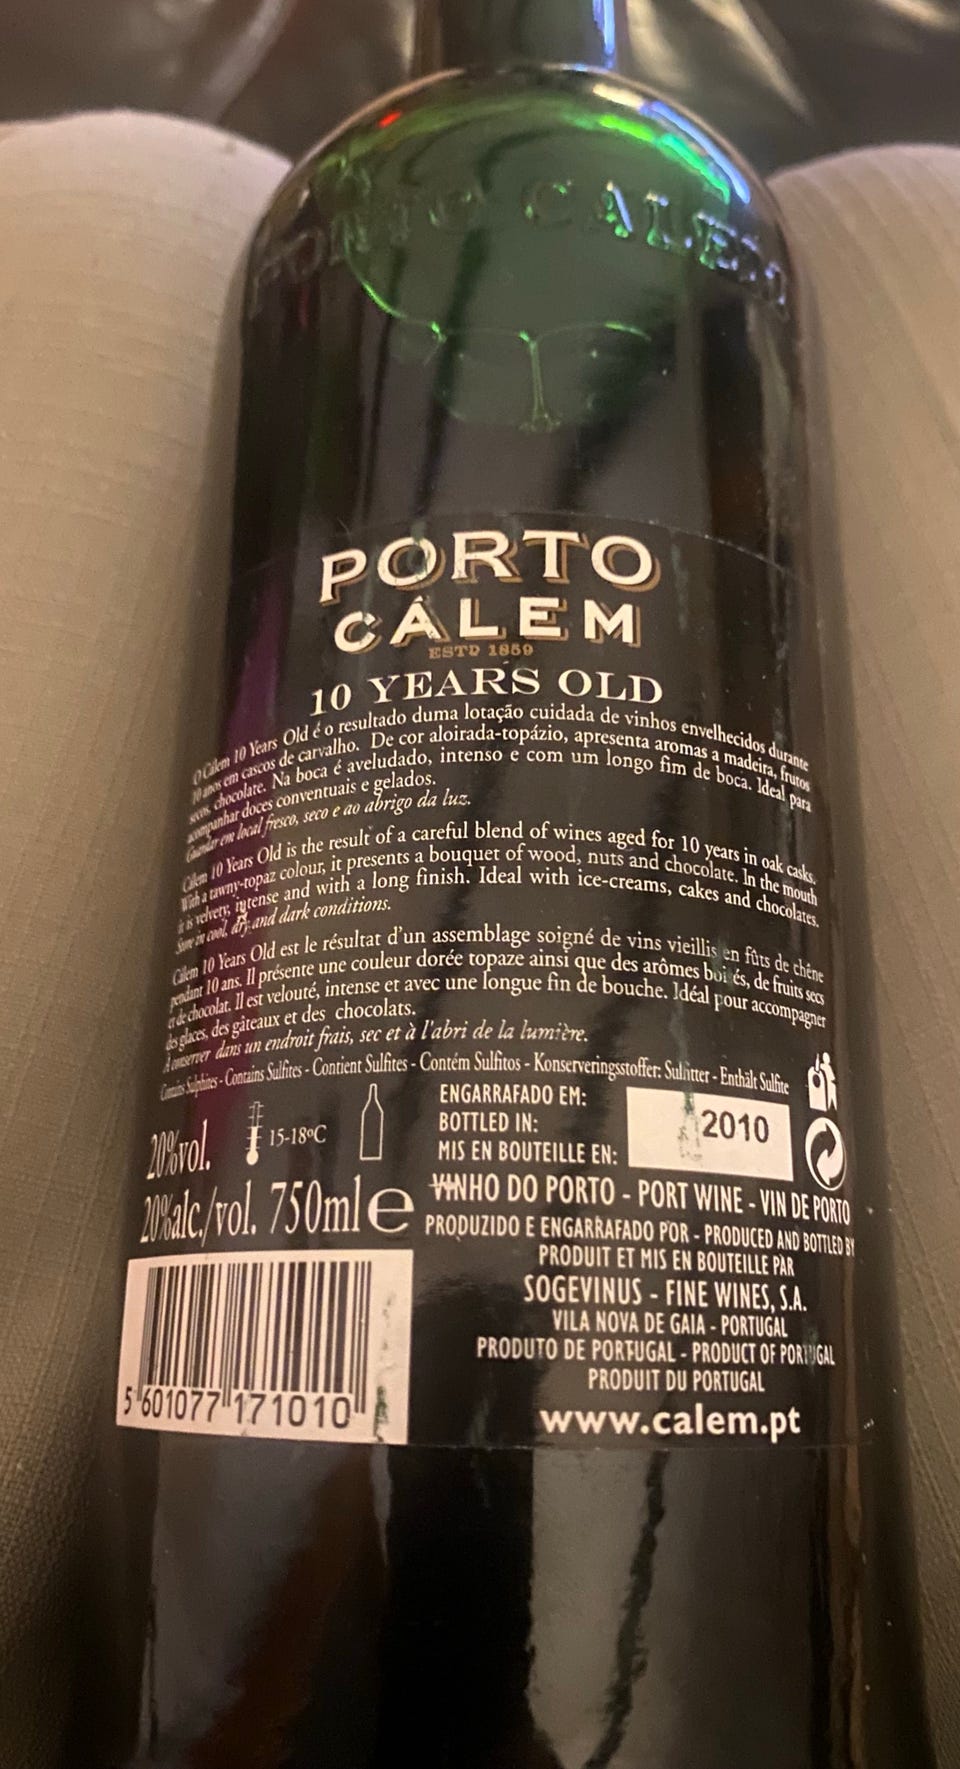 PORTO CALEM
PORTO
CÁLEM
ESTD 1859
10 YEARS OLD
O Cálem 10 Years Old é o resultado duma lotação cuidada de vinhos envelhecidos durante
10 anos em cascos de carvalho. De cor aloirada-topázio, apresenta aromas a madeira, frutos
secos, chocolate. Na boca é aveludado, intenso e com um longo fim de boca. Ideal para
acompanhar doces conventuais e gelados.
Guardar em local fresco, seco e ao abrigo da luz.
Cálem 10 Years Old is the result of a careful blend of wines aged for 10 years in oak casks.
With a tawny-topaz colour, it presents a bouquet of wood, nuts and chocolate. In the mouth
it is velvety, intense and with a long finish. Ideal with ice-creams, cakes and chocolates.
Store in cool, dry and dark conditions.
Cálem 10 Years Old est le résultat d'un assemblage soigné de vins vieillis en fûts de chêne
pendant 10 ans. Il présente une couleur dorée topaze ainsi que des arômes boisés, de fruits secs
et de chocolat. Il est velouté, intense et avec une longue fin de bouche. Idéal pour accompagner
des glaces, des gâteaux et des chocolats.
À conserver dans un endroit frais, sec et à l'abri de la lumière.
Contains Sulphites - Contains Sulfites - Contient Sulfites - Contém Sulfitos - Konserveringsstoffer: Sulfitter - Enthält Sulfite
ENGARRAFADO EM:
BOTTLED IN:
MIS EN BOUTEILLE EN:
2010
20%vol.
15-18ºC
20%alc./vol. 750ml e
VINHO DO PORTO - PORT WINE - VIN DE PORTO
PRODUZIDO E ENGARRAFADO POR - PRODUCED AND BOTTLED BY
PRODUIT ET MIS EN BOUTEILLE PAR
SOGEVINUS - FINE WINES, S.A.
VILA NOVA DE GAIA - PORTUGAL
PRODUTO DE PORTUGAL - PRODUCT OF PORTUGAL
PRODUIT DU PORTUGAL
www.calem.pt
5 601077 171010